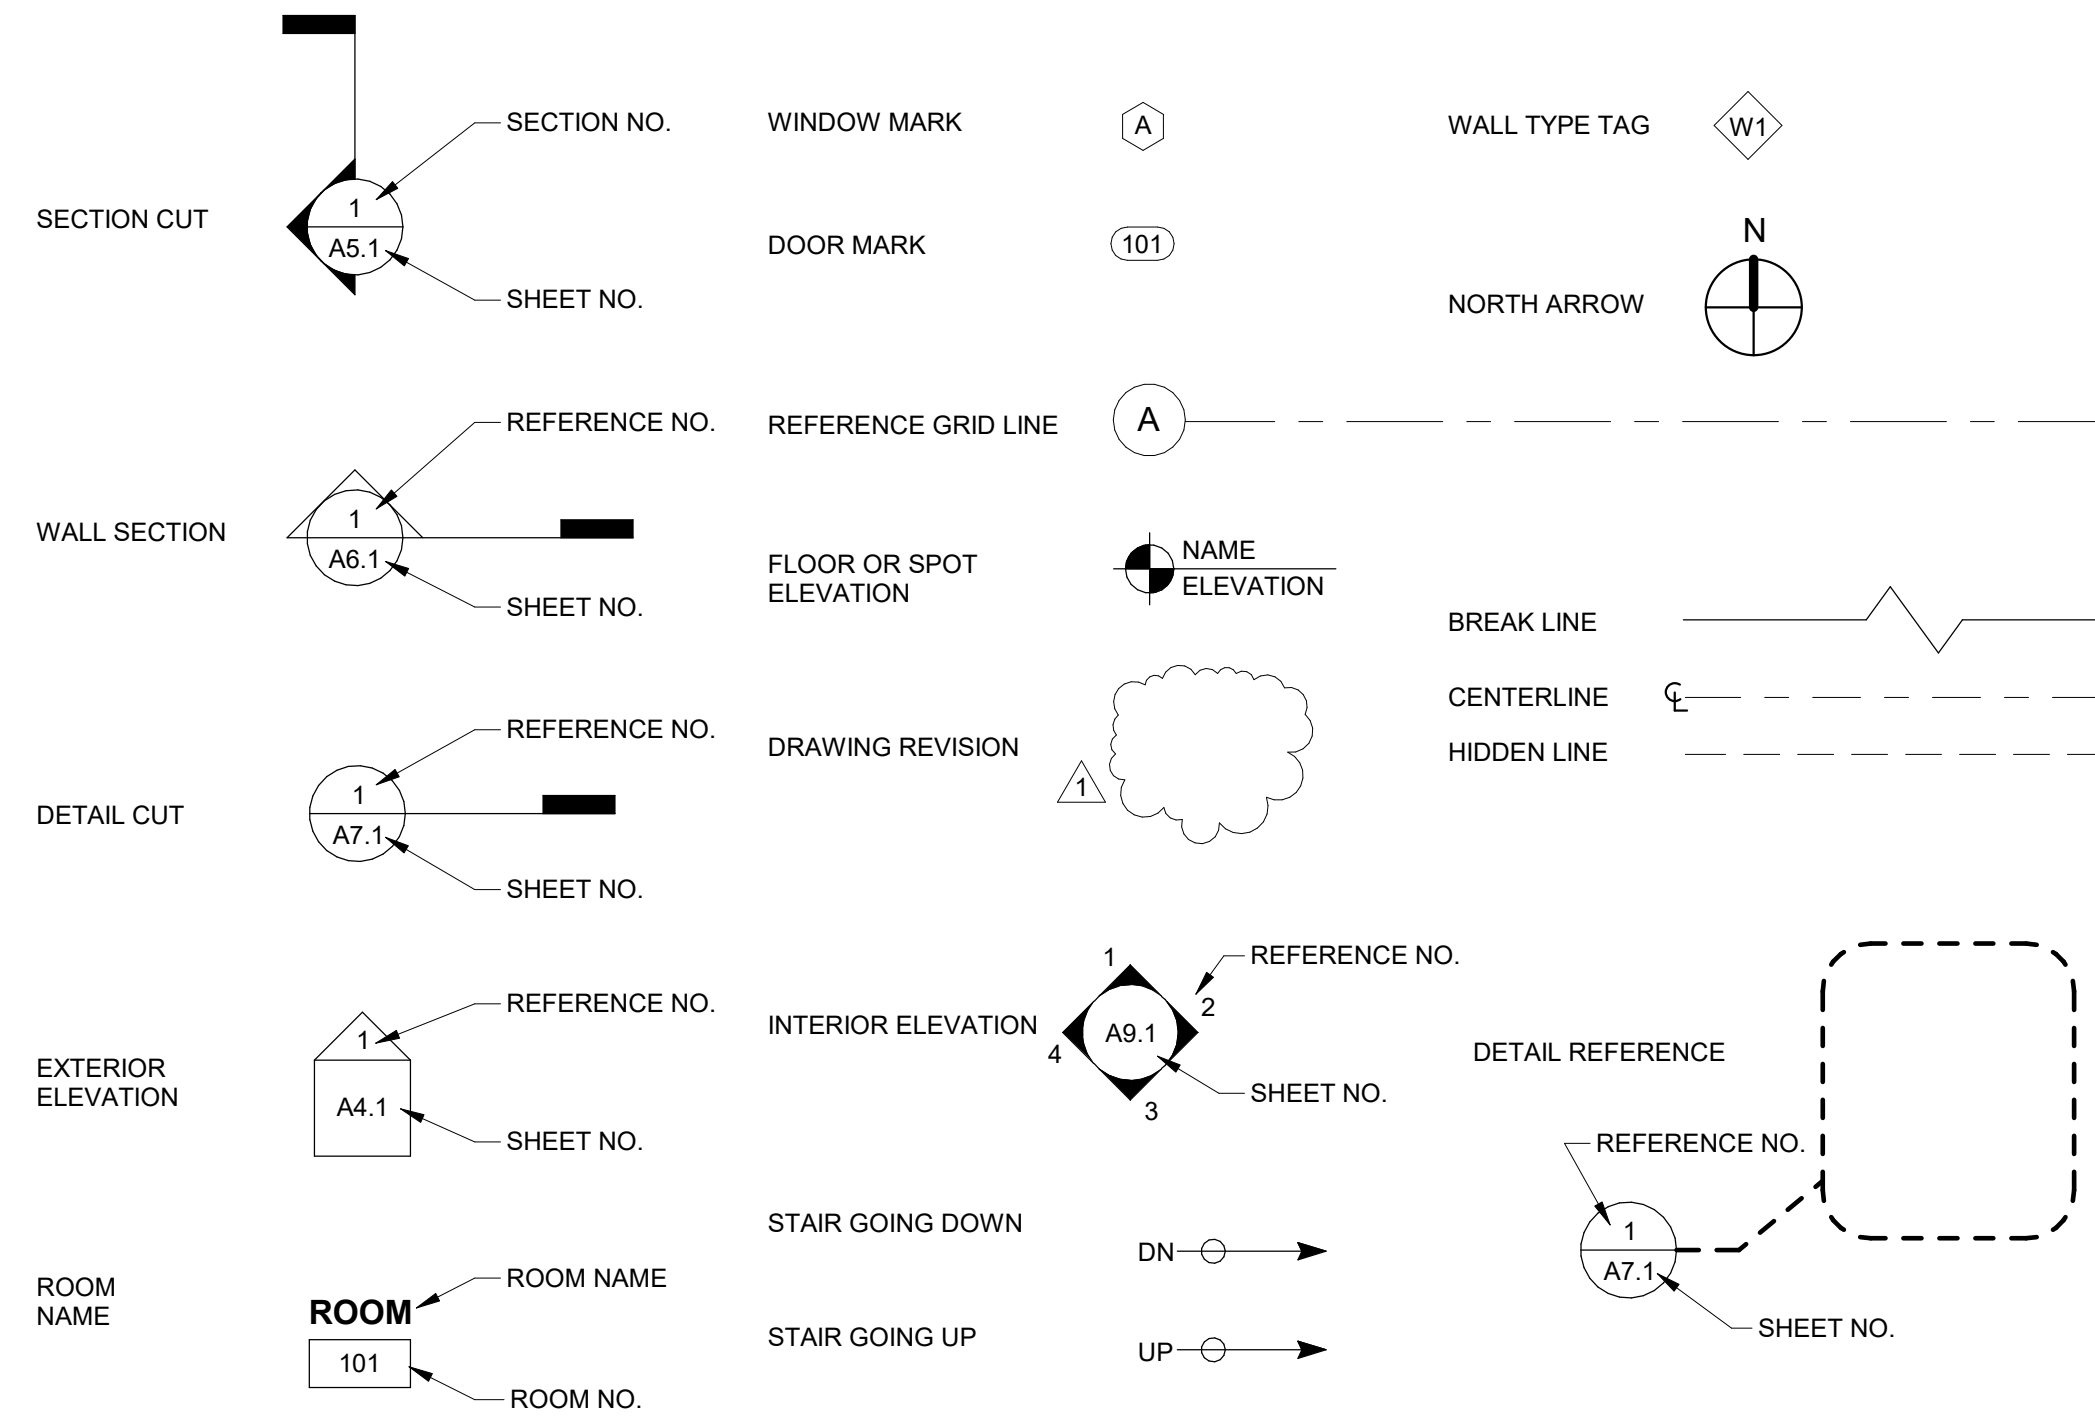 SECTION CUT
1
A5.1
SECTION NO.
SHEET NO.
WALL SECTION
1
A6.1
REFERENCE NO.
SHEET NO.
DETAIL CUT
1
A7.1
REFERENCE NO.
SHEET NO.
EXTERIOR
ELEVATION
1
A4.1
REFERENCE NO.
SHEET NO.
ROOM
NAME
ROOM
101
ROOM NAME
ROOM NO.
WINDOW MARK
A
DOOR MARK
101
REFERENCE GRID LINE
A
FLOOR OR SPOT
ELEVATION
NAME
ELEVATION
DRAWING REVISION
1
INTERIOR ELEVATION
1
2
3
4
A9.1
REFERENCE NO.
SHEET NO.
STAIR GOING DOWN
DN
STAIR GOING UP
UP
WALL TYPE TAG
W1
NORTH ARROW
N
BREAK LINE
CENTERLINE
℄
HIDDEN LINE
DETAIL REFERENCE
REFERENCE NO.
1
A7.1
SHEET NO.